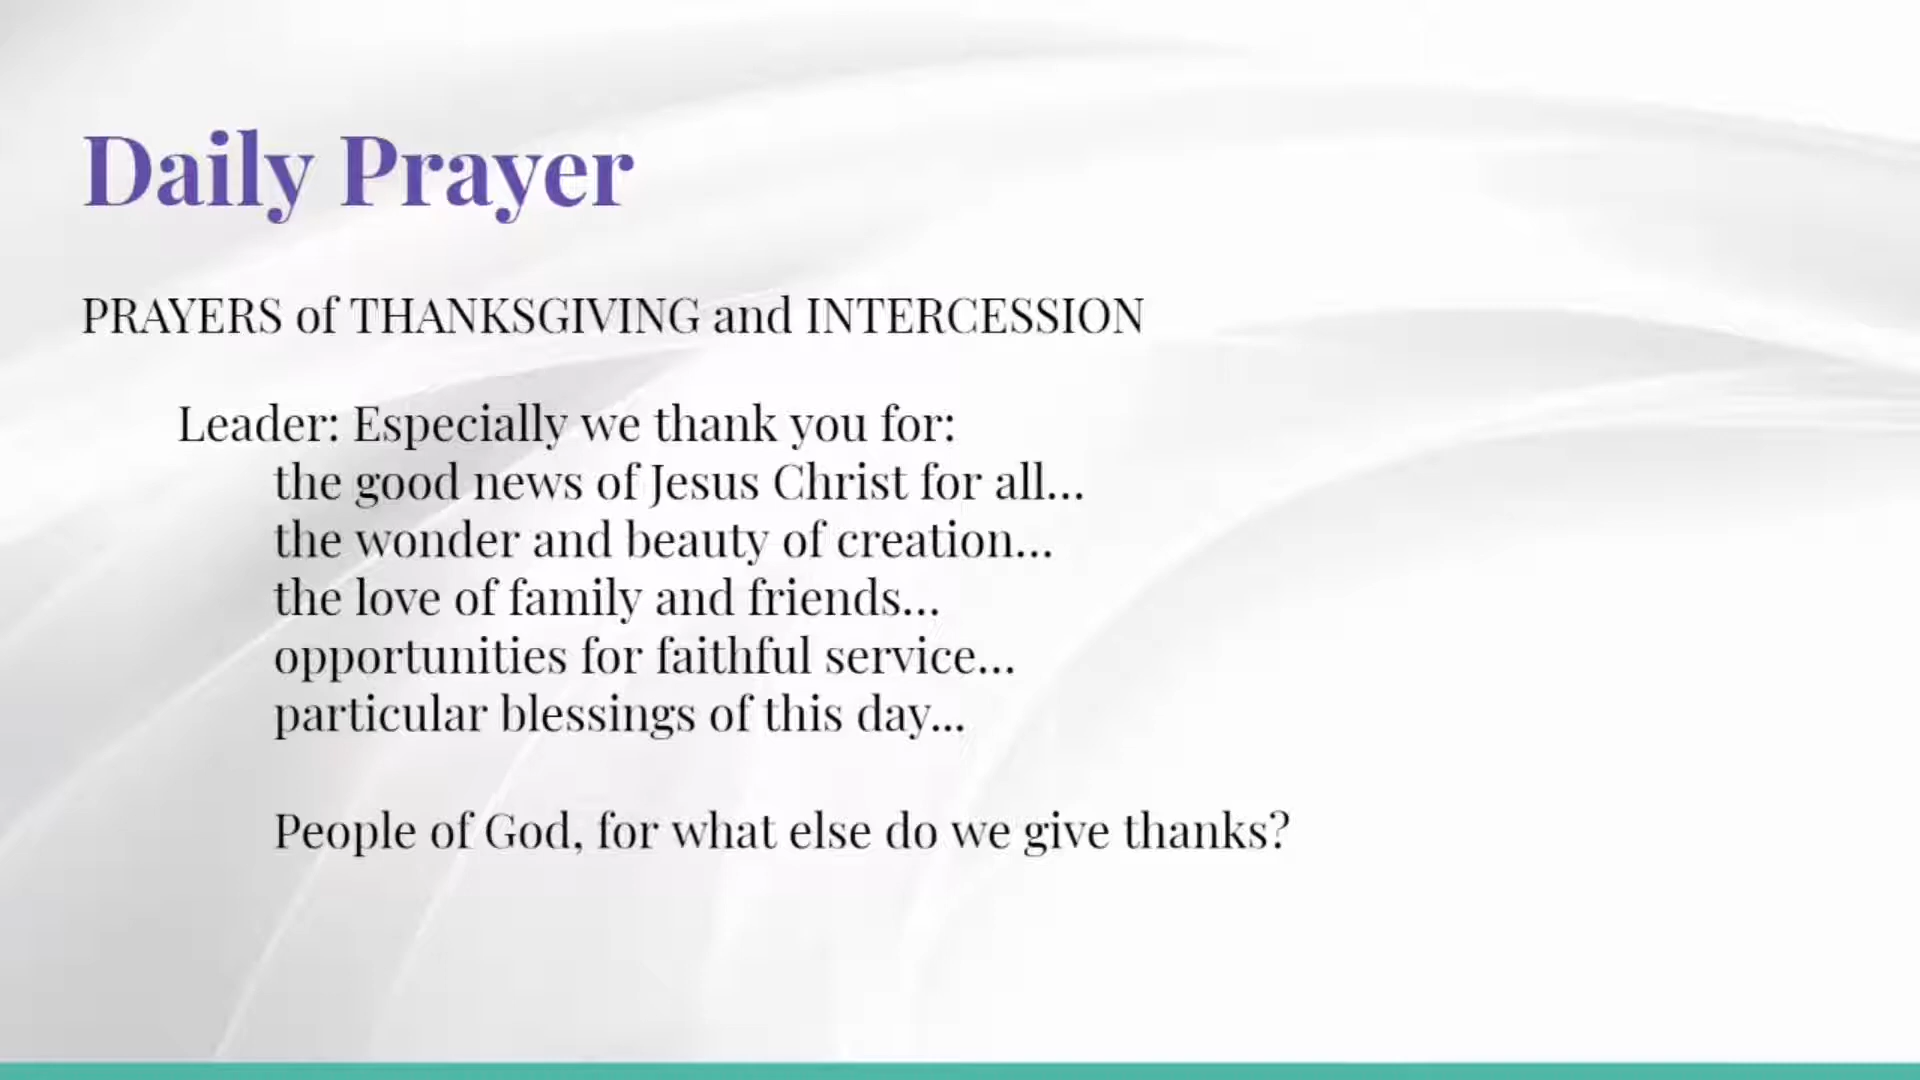 Daily Prayer
PRAYERS of THANKSGIVING and INTERCESSION
Leader: Especially we thank you for:
the good news of Jesus Christ for all...
the wonder and beauty of creation...
the love of family and friends...
opportunities for faithful service...
particular blessings of this day...
People of God, for what else do we give thanks?